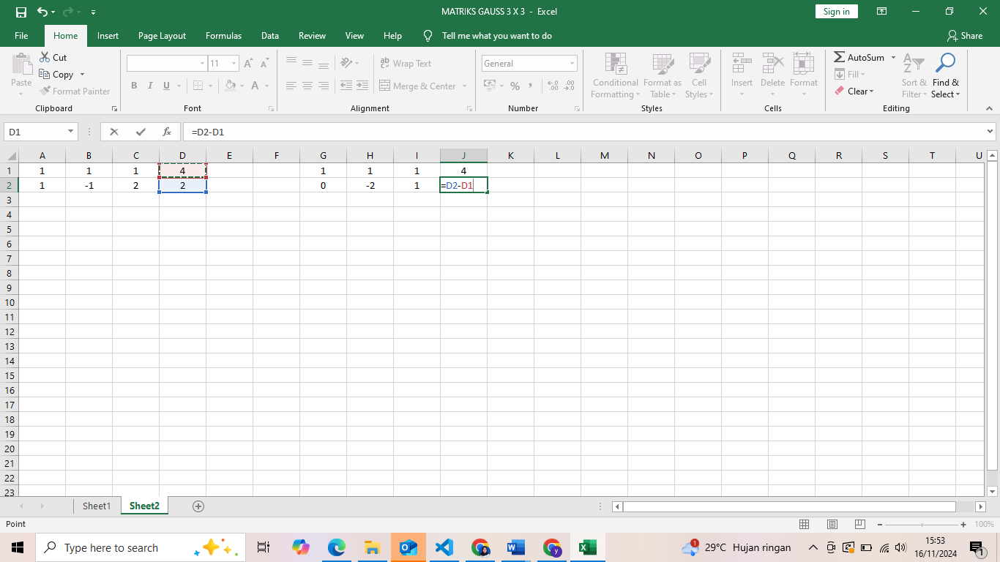 MATRIKS GAUSS 3 X 3 - Excel
Sign in
File Home Insert Page Layout Formulas Data Review View Help Tell me what you want to do Share
Paste
Cut
Copy
Format Painter
Clipboard
11
B I U
Font
Wrap Text
Merge & Center
Alignment
General
% ,
Number
Conditional Formatting
Format as Table
Cell Styles
Styles
Insert Delete Format
Cells
AutoSum
Fill
Clear
Sort & Filter
Find & Select
Editing
D1 fx =D2-D1
A B C D E F G H I J K L M N O P Q R S T U
1 1 1 1 4 1 1 1 4
2 1 -1 2 2 0 -2 1 =D2-D1
3
4
5
6
7
8
9
10
11
12
13
14
15
16
17
18
19
20
21
22
23
Sheet1 Sheet2
Point 100%
Type here to search 29°C Hujan ringan 15:53
16/11/2024